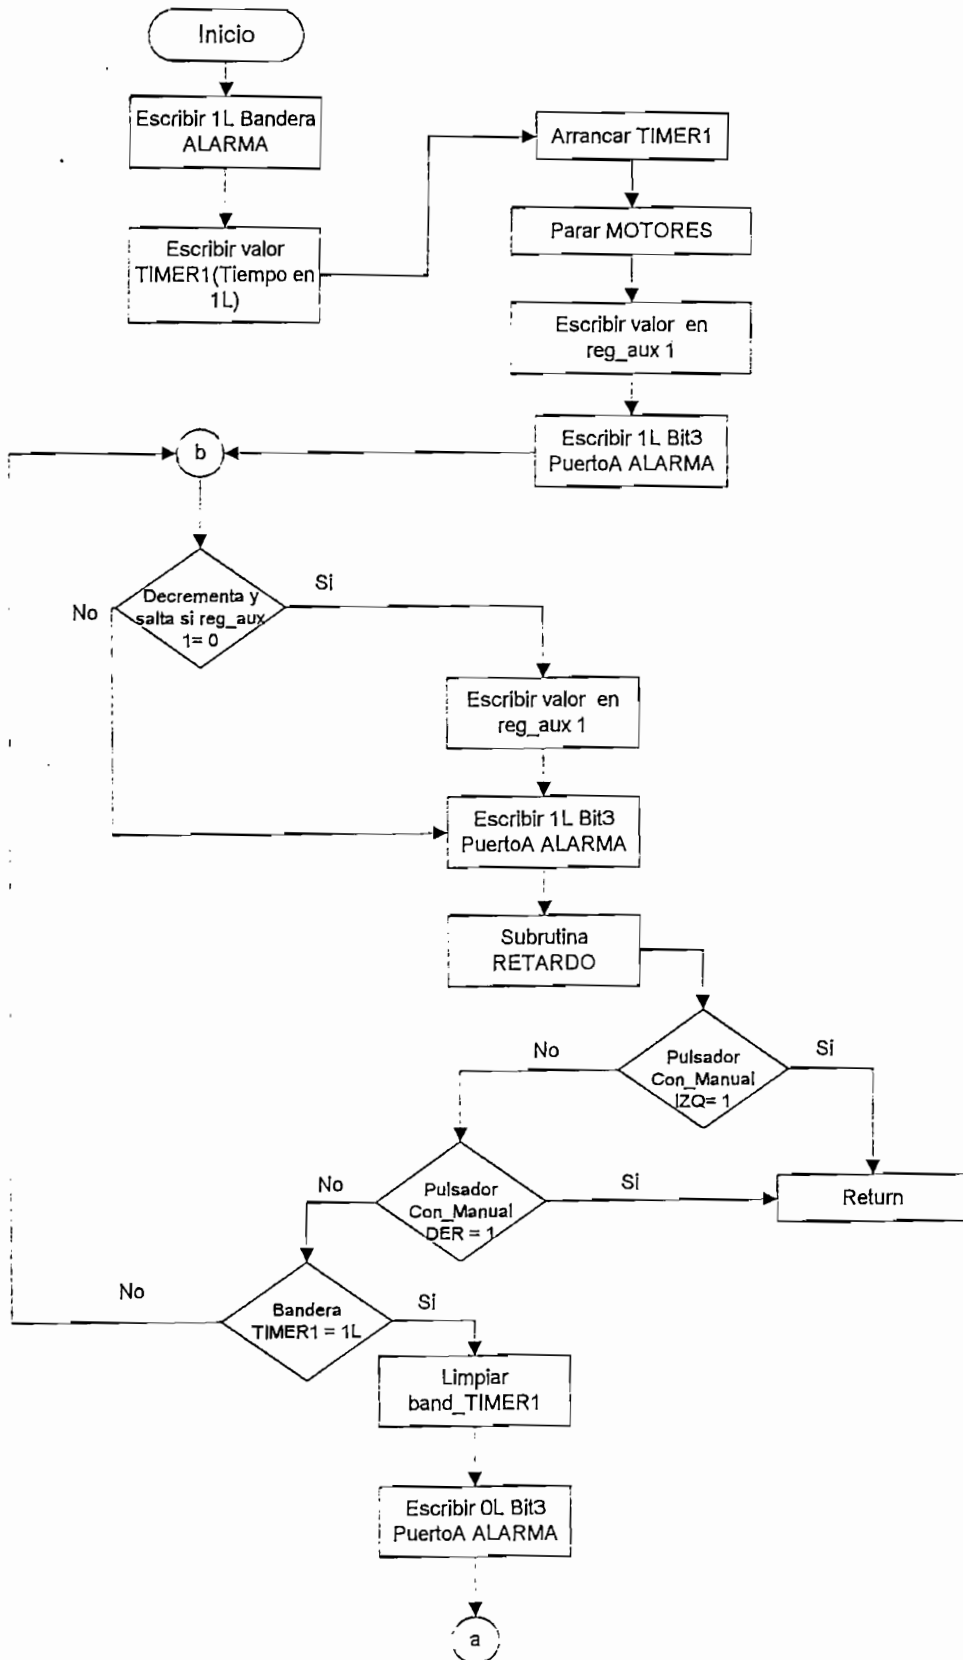 Inicio
Escribir 1L Bandera
ALARMA
Escribir valor
TIMER1(Tiempo en
1L)
Arrancar TIMER1
Parar MOTORES
Escribir valor en
reg_aux 1
Escribir 1L Bit3
PuertoA ALARMA
b
Decrementa y
salta si reg_aux
1= 0
No
Si
Escribir valor en
reg_aux 1
Escribir 1L Bit3
PuertoA ALARMA
Subrutina
RETARDO
Pulsador
Con_Manual
IZQ= 1
No
Si
Pulsador
Con_Manual
DER = 1
No
Si
Return
Bandera
TIMER1 = 1L
No
Si
Limpiar
band_TIMER1
Escribir 0L Bit3
PuertoA ALARMA
a